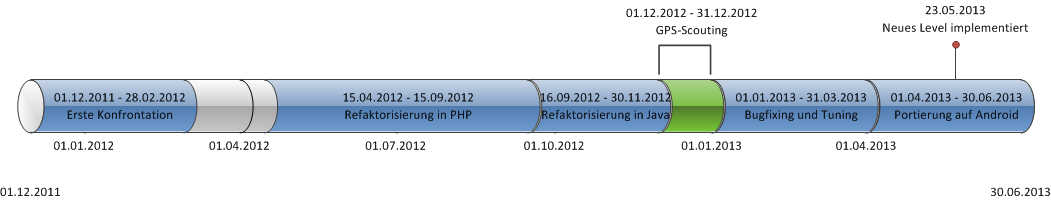 01.12.2012 - 31.12.2012
GPS-Scouting
23.05.2013
Neues Level implementiert
01.12.2011 - 28.02.2012
Erste Konfrontation
15.04.2012 - 15.09.2012
Refaktorisierung in PHP
16.09.2012 - 30.11.2012
Refaktorisierung in Java
01.01.2013 - 31.03.2013
Bugfixing und Tuning
01.04.2013 - 30.06.2013
Portierung auf Android
01.01.2012
01.04.2012
01.07.2012
01.10.2012
01.01.2013
01.04.2013
01.12.2011
30.06.2013